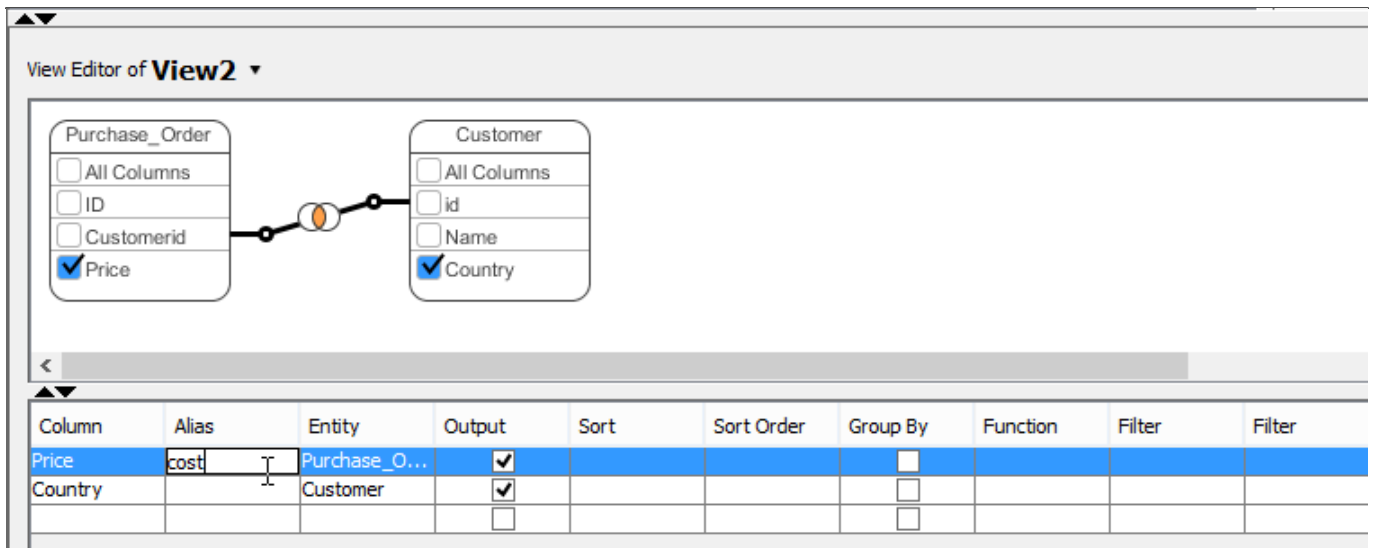 View Editor of View2
Purchase_Order
All Columns
ID
Customerid
Price
Customer
All Columns
id
Name
Country
Column Alias Entity Output Sort Sort Order Group By Function Filter Filter
Price cost Purchase_O...
Country Customer